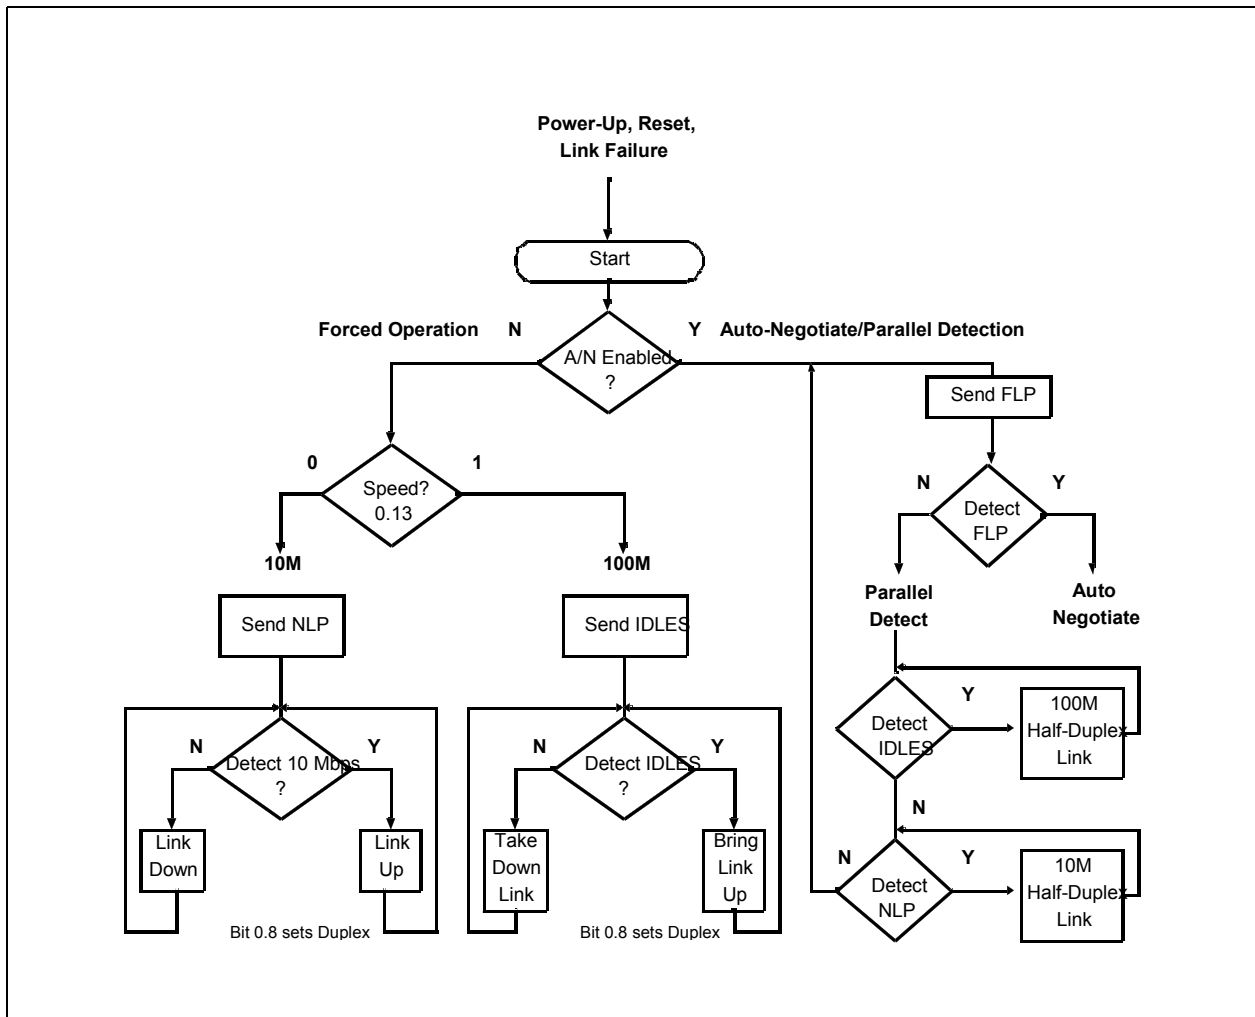 Power-Up, Reset,
Link Failure
Start
Forced Operation N
Y Auto-Negotiate/Parallel Detection
A/N Enabled
?
Send FLP
0
1
Speed?
0.13
N
Y
Detect
FLP
10M
100M
Parallel
Detect
Auto
Negotiate
Send NLP
Send IDLES
N
Y
Detect 10 Mbps
?
N
Y
Detect IDLES
?
Y
Detect
IDLES
100M
Half-Duplex
Link
N
Link
Down
Link
Up
Take
Down
Link
Bring
Link
Up
N
Y
Detect
NLP
10M
Half-Duplex
Link
Bit 0.8 sets Duplex
Bit 0.8 sets Duplex